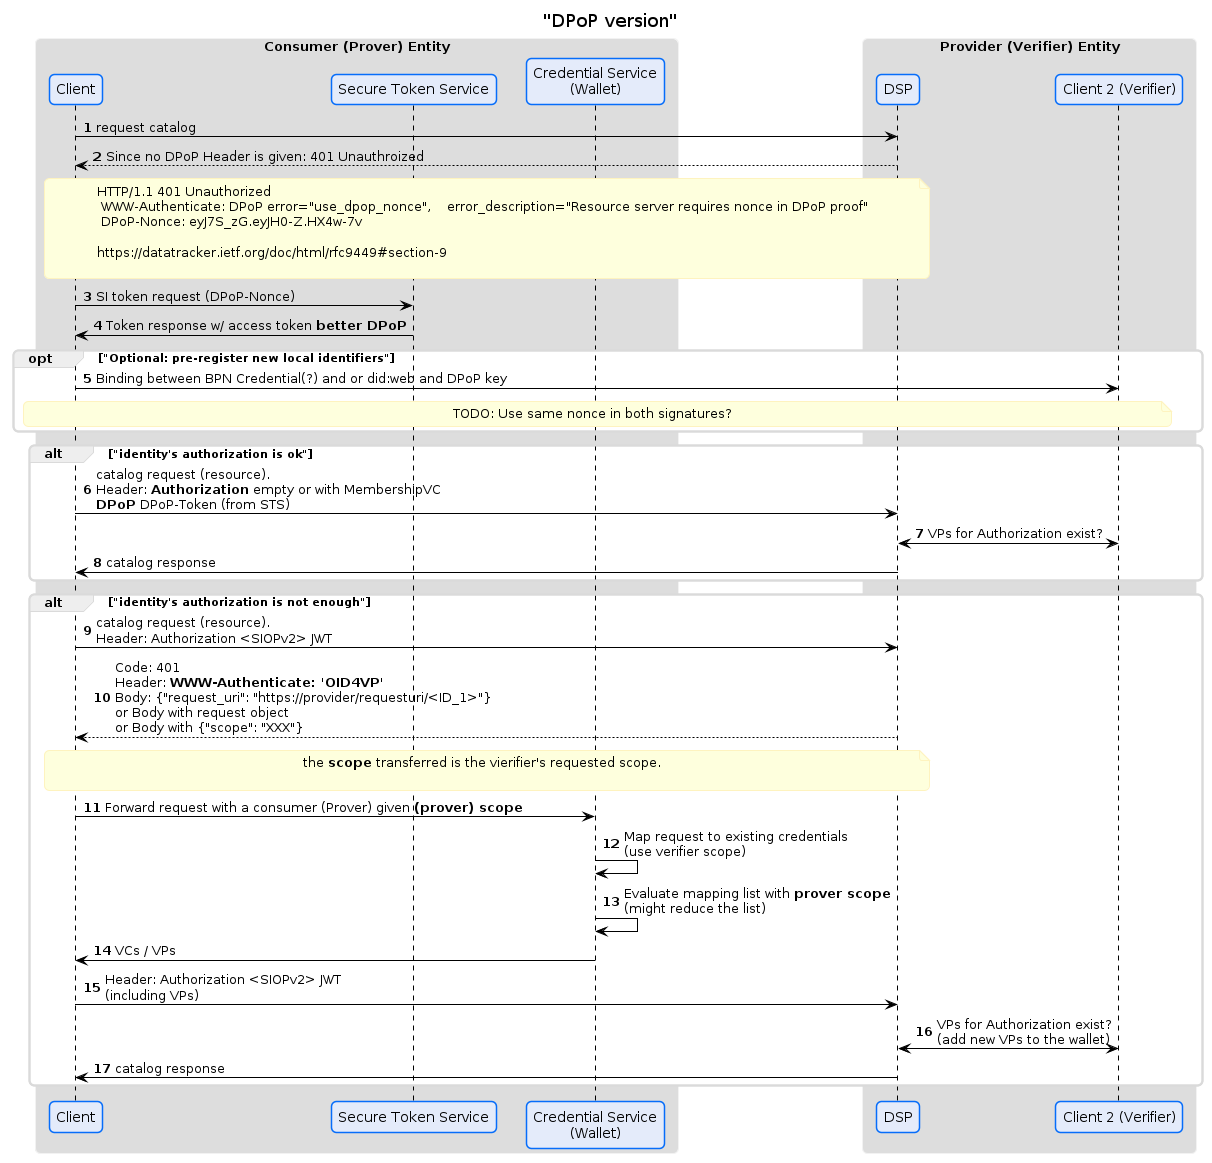 "DPoP version"
Consumer (Prover) Entity
Provider (Verifier) Entity
Client
Secure Token Service
Credential Service
(Wallet)
DSP
Client 2 (Verifier)
1 request catalog
2 Since no DPoP Header is given: 401 Unauthroized
HTTP/1.1 401 Unauthorized
WWW-Authenticate: DPoP error="use_dpop_nonce",    error_description="Resource server requires nonce in DPoP proof"
DPoP-Nonce: eyJ7S_zG.eyJH0-Z.HX4w-7v
https://datatracker.ietf.org/doc/html/rfc9449#section-9
3 SI token request (DPoP-Nonce)
4 Token response w/ access token better DPoP
opt ["Optional: pre-register new local identifiers"]
5 Binding between BPN Credential(?) and or did:web and DPoP key
TODO: Use same nonce in both signatures?
alt ["identity's authorization is ok"]
catalog request (resource).
6 Header: Authorization empty or with MembershipVC
DPoP DPoP-Token (from STS)
7 VPs for Authorization exist?
8 catalog response
alt ["identity's authorization is not enough"]
9 catalog request (resource).
Header: Authorization <SIOPv2> JWT
Code: 401
Header: WWW-Authenticate: 'OID4VP'
10 Body: {"request_uri": "https://provider/requesturi/<ID_1>"}
or Body with request object
or Body with {"scope": "XXX"}
the scope transferred is the vierifier's requested scope.
11 Forward request with a consumer (Prover) given (prover) scope
12 Map request to existing credentials
(use verifier scope)
13 Evaluate mapping list with prover scope
(might reduce the list)
14 VCs / VPs
15 Header: Authorization <SIOPv2> JWT
(including VPs)
16 VPs for Authorization exist?
(add new VPs to the wallet)
17 catalog response
Client
Secure Token Service
Credential Service
(Wallet)
DSP
Client 2 (Verifier)